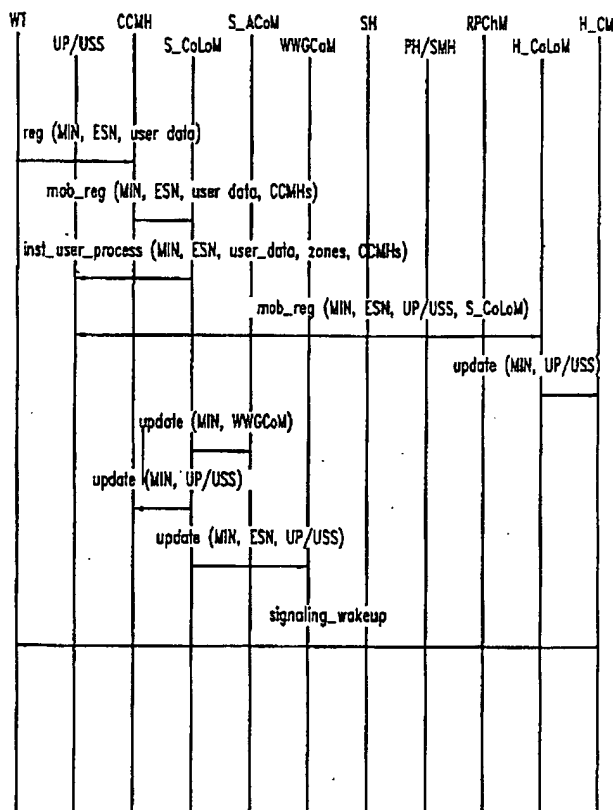 WT CCMH S_ACoM SH RPChM H_CM
UP/USS S_CoLoM WWGCoM PH/SMH H_CoLoM
reg (MIN, ESN, user data)
mob_reg (MIN, ESN, user data, CCMHs)
inst_user_process (MIN, ESN, user_data, zones, CCMHs)
mob_reg (MIN, ESN, UP/USS, S_CoLoM)
update (MIN, UP/USS)
update (MIN, WWGCoM)
update (MIN, UP/USS)
update (MIN, ESN, UP/USS)
signaling_wakeup